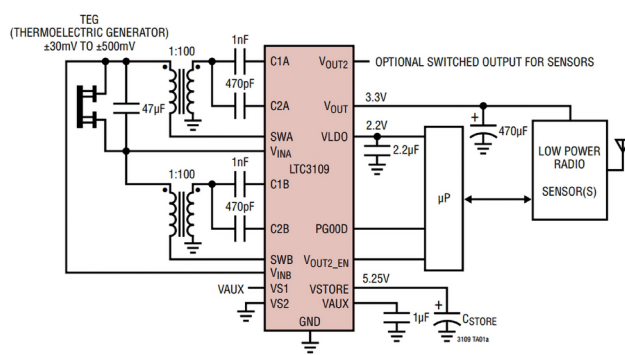 TEG
(THERMOELECTRIC GENERATOR)
±30mV TO ±500mV
1:100
1nF
470pF
47µF
C1A
C2A
SWA
VINA
1:100
1nF
470pF
C1B
C2B
SWB
VINB
VAUX
VS1
VS2
LTC3109
GND
VOUT2
OPTIONAL SWITCHED OUTPUT FOR SENSORS
VOUT
3.3V
VLDO
2.2V
2.2µF
+
470µF
µP
LOW POWER
RADIO
SENSOR(S)
PG00D
VOUT2_EN
VSTORE
5.25V
VAUX
1µF
+
CSTORE
3109 TA01a